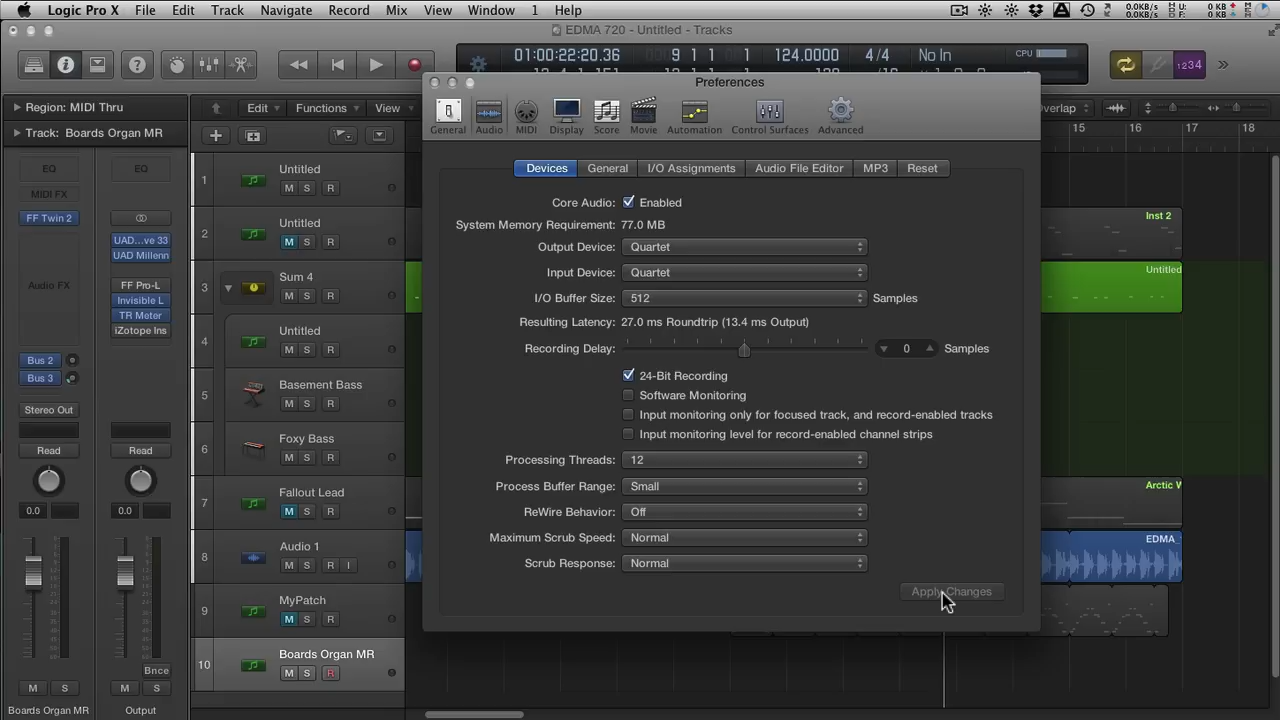 Logic Pro X File Edit Track Navigate Record Mix View Window 1 Help
0.0KB/s 0.0KB/s M: U: 0 KB F: 0 KB
EDMA 720 - Untitled - Tracks
01:00:22:20.36 9 1 1 1 124.0000 4/4 No In CPU
1234
Preferences
Region: MIDI Thru
Edit Functions View
Overlap
General Audio MIDI Display Score Movie Automation Control Surfaces Advanced
Track: Boards Organ MR
15 16 17 18
Devices General I/O Assignments Audio File Editor MP3 Reset
EQ EQ
MIDI FX
FF Twin 2
UAD...ve 33
UAD Millenn
Audio FX
FF Pro-L
Invisible L
TR Meter
iZotope Ins
Bus 2
Bus 3
Stereo Out
Read Read
0.0 0.0
Bnce
M S M S
Boards Organ MR Output
1 Untitled
M S R
2 Untitled
M S R
3 Sum 4
M S R
4 Untitled
M S R
5 Basement Bass
M S R
6 Foxy Bass
M S R
7 Fallout Lead
M S R
8 Audio 1
M S R I
9 MyPatch
M S R
10 Boards Organ MR
M S R
Core Audio: Enabled
System Memory Requirement: 77.0 MB
Output Device: Quartet
Input Device: Quartet
I/O Buffer Size: 512 Samples
Resulting Latency: 27.0 ms Roundtrip (13.4 ms Output)
Recording Delay: 0 Samples
24-Bit Recording
Software Monitoring
Input monitoring only for focused track, and record-enabled tracks
Input monitoring level for record-enabled channel strips
Processing Threads: 12
Process Buffer Range: Small
ReWire Behavior: Off
Maximum Scrub Speed: Normal
Scrub Response: Normal
Apply Changes
Inst 2
Untitled
Arctic W
EDMA